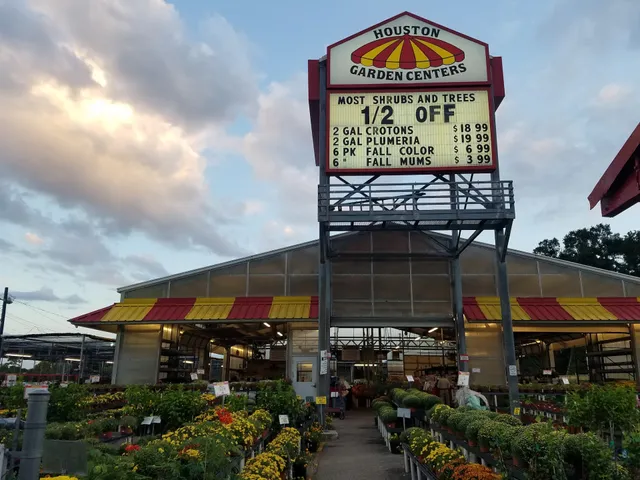 HOUSTON
GARDEN CENTERS
MOST SHRUBS AND TREES
1/2 OFF
2 GAL CROTONS $18 99
2 GAL PLUMERIA $19 99
6 PK FALL COLOR $6 99
6" FALL MUMS $3 99